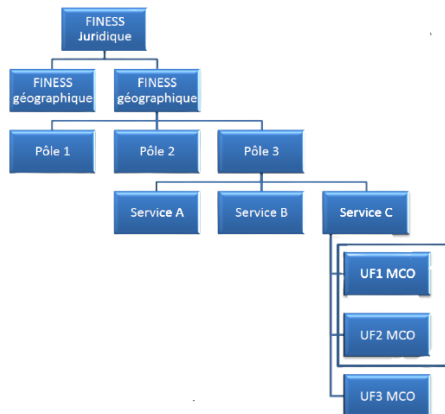 FINESS
Juridique
FINESS
géographique
FINESS
géographique
Pôle 1
Pôle 2
Pôle 3
Service A
Service B
Service C
UF1 MCO
UF2 MCO
UF3 MCO